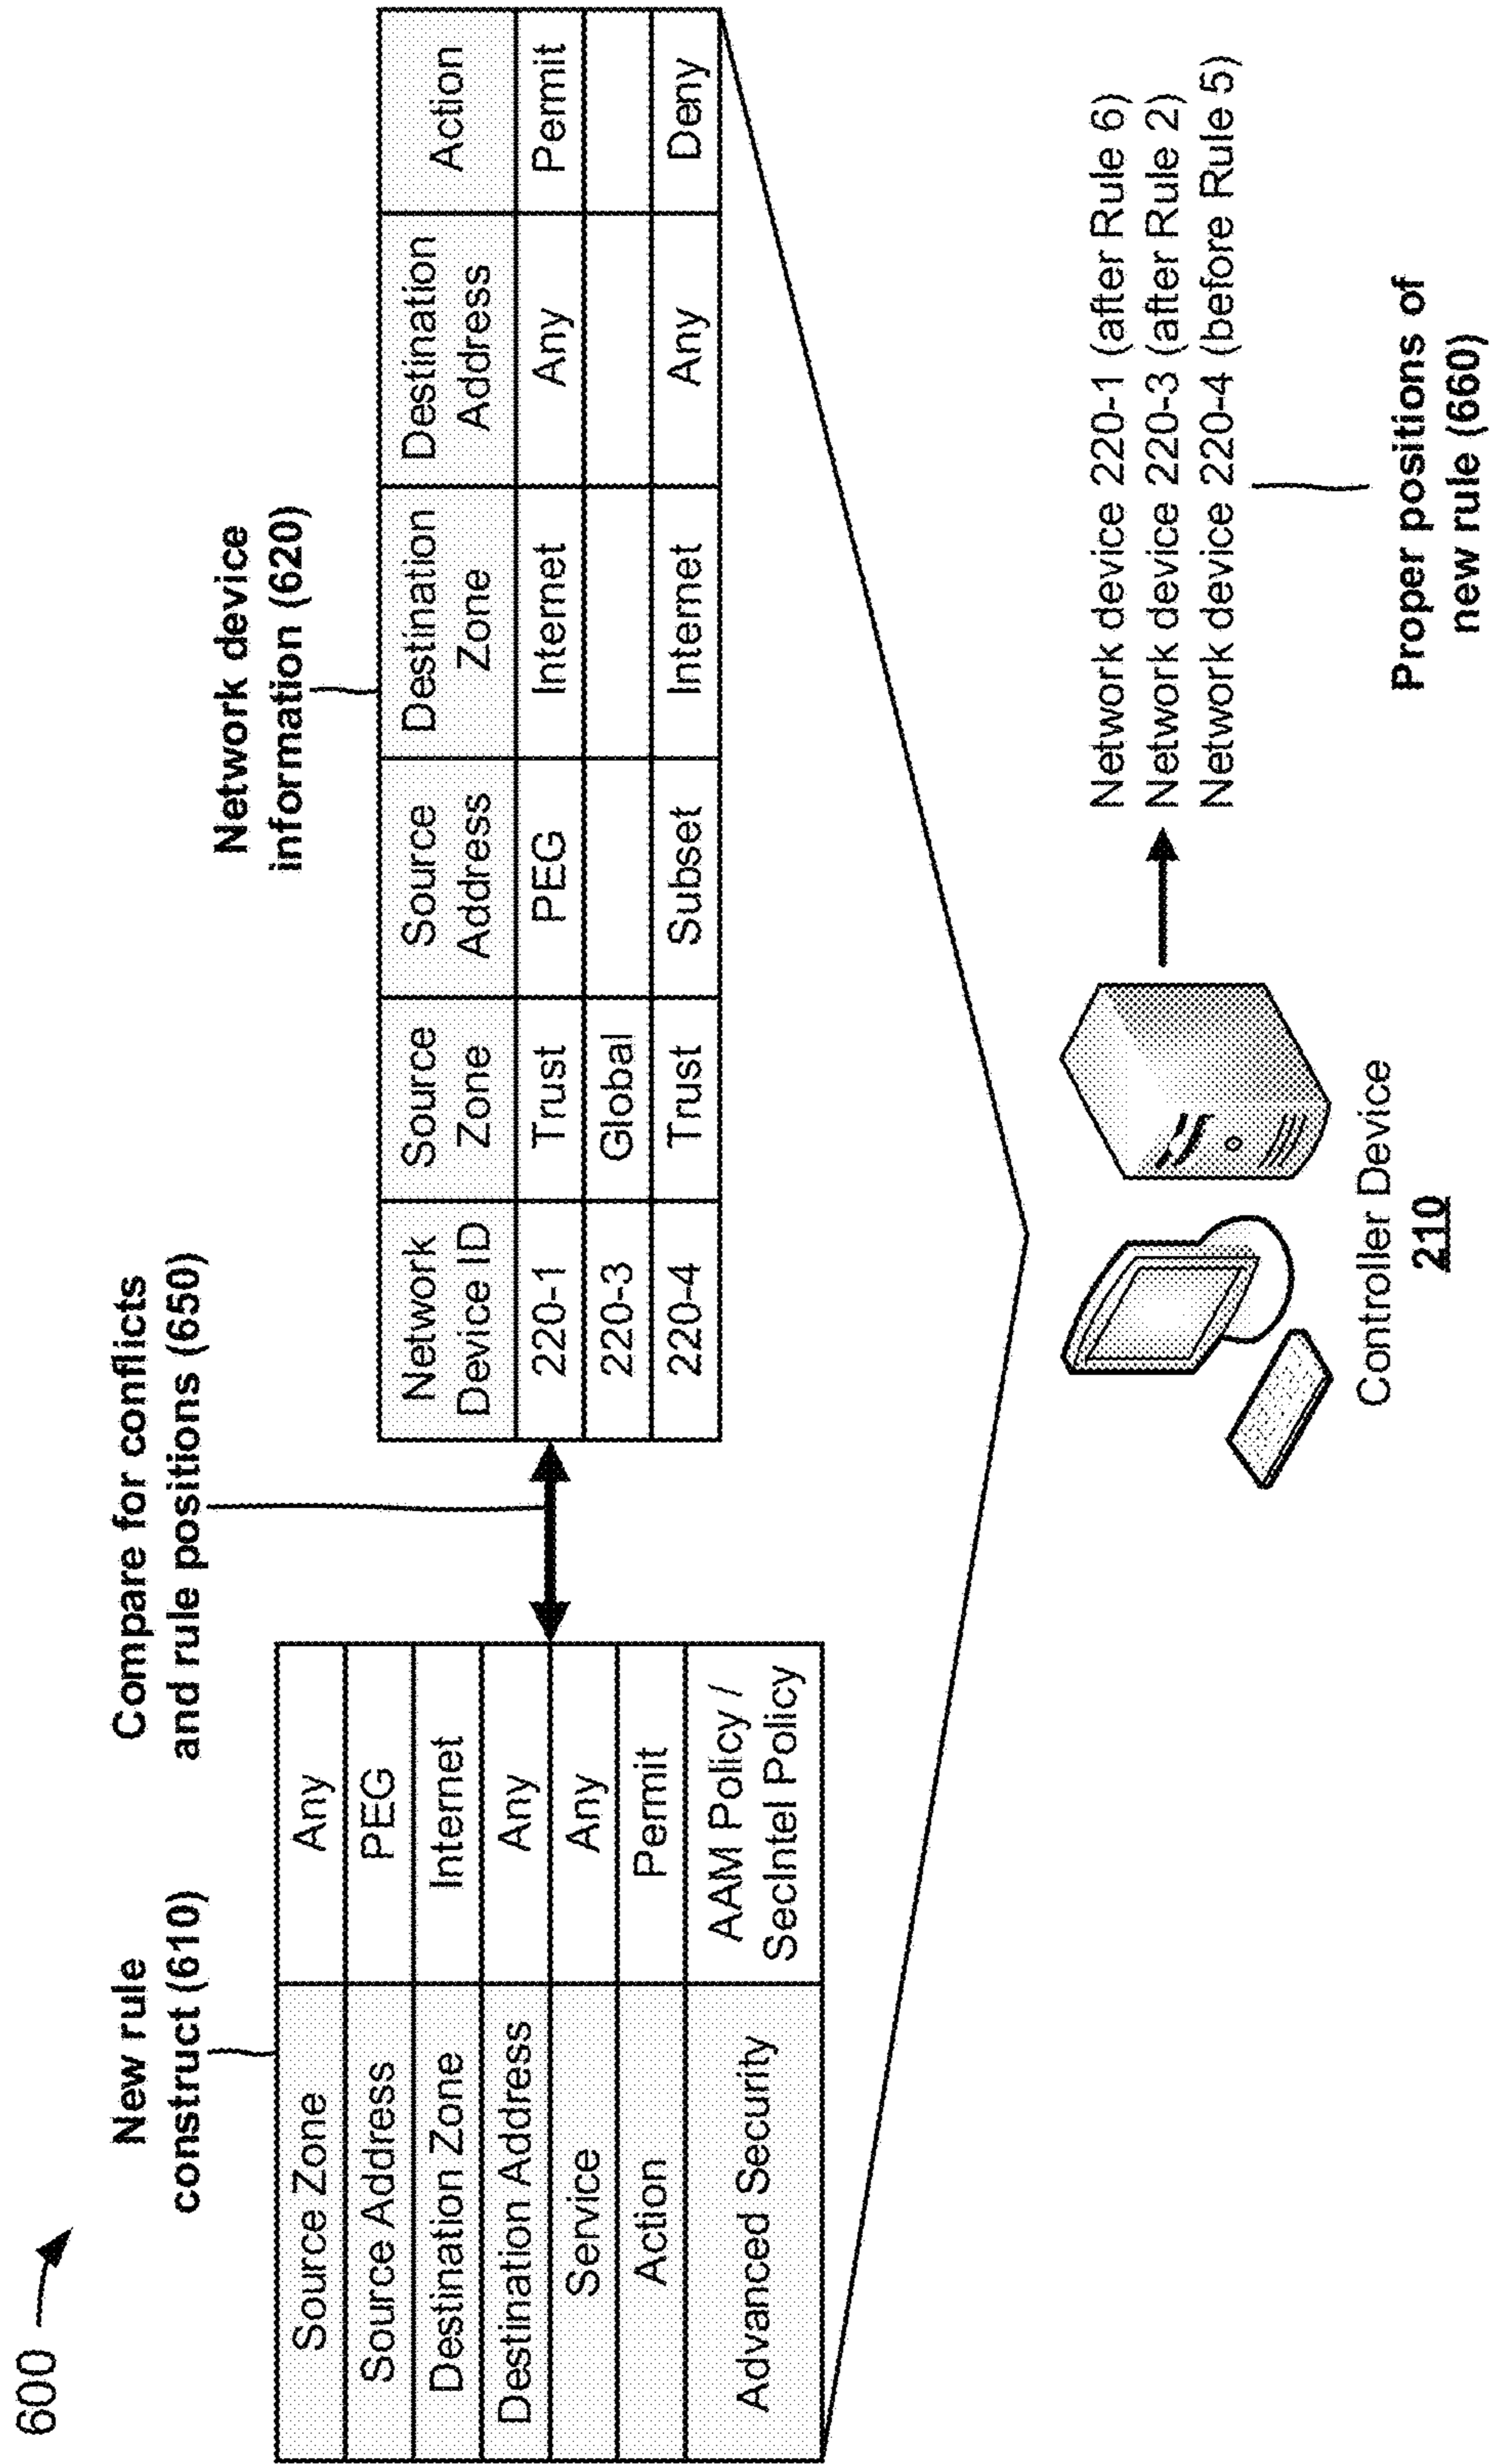 600
New rule
construct (610)
Compare for conflicts
and rule positions (650)
Network device
information (620)
Source Zone Any
Source Address PEG
Destination Zone Internet
Destination Address Any
Service Any
Action Permit
Advanced Security AAM Policy /
SecIntel Policy
Network Source Source Destination Destination Action
Device ID Zone Address Zone Address
220-1 Trust PEG Internet Any Permit
220-3 Global
220-4 Trust Subset Internet Any Deny
Controller Device
210
Network device 220-1 (after Rule 6)
Network device 220-3 (after Rule 2)
Network device 220-4 (before Rule 5)
Proper positions of
new rule (660)